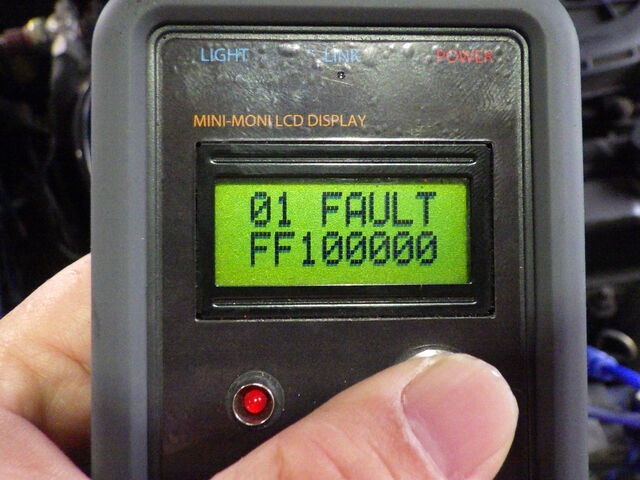 LIGHT LINK POWER
MINI-MONI LCD DISPLAY
01 FAULT
FF100000